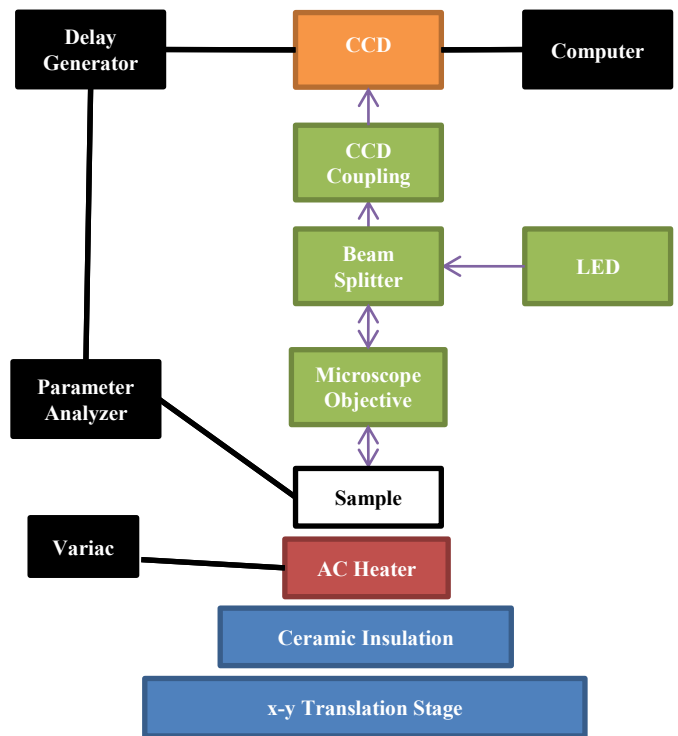 Delay
Generator
CCD
Computer
CCD
Coupling
Beam
Splitter
LED
Microscope
Objective
Parameter
Analyzer
Sample
Variac
AC Heater
Ceramic Insulation
x-y Translation Stage